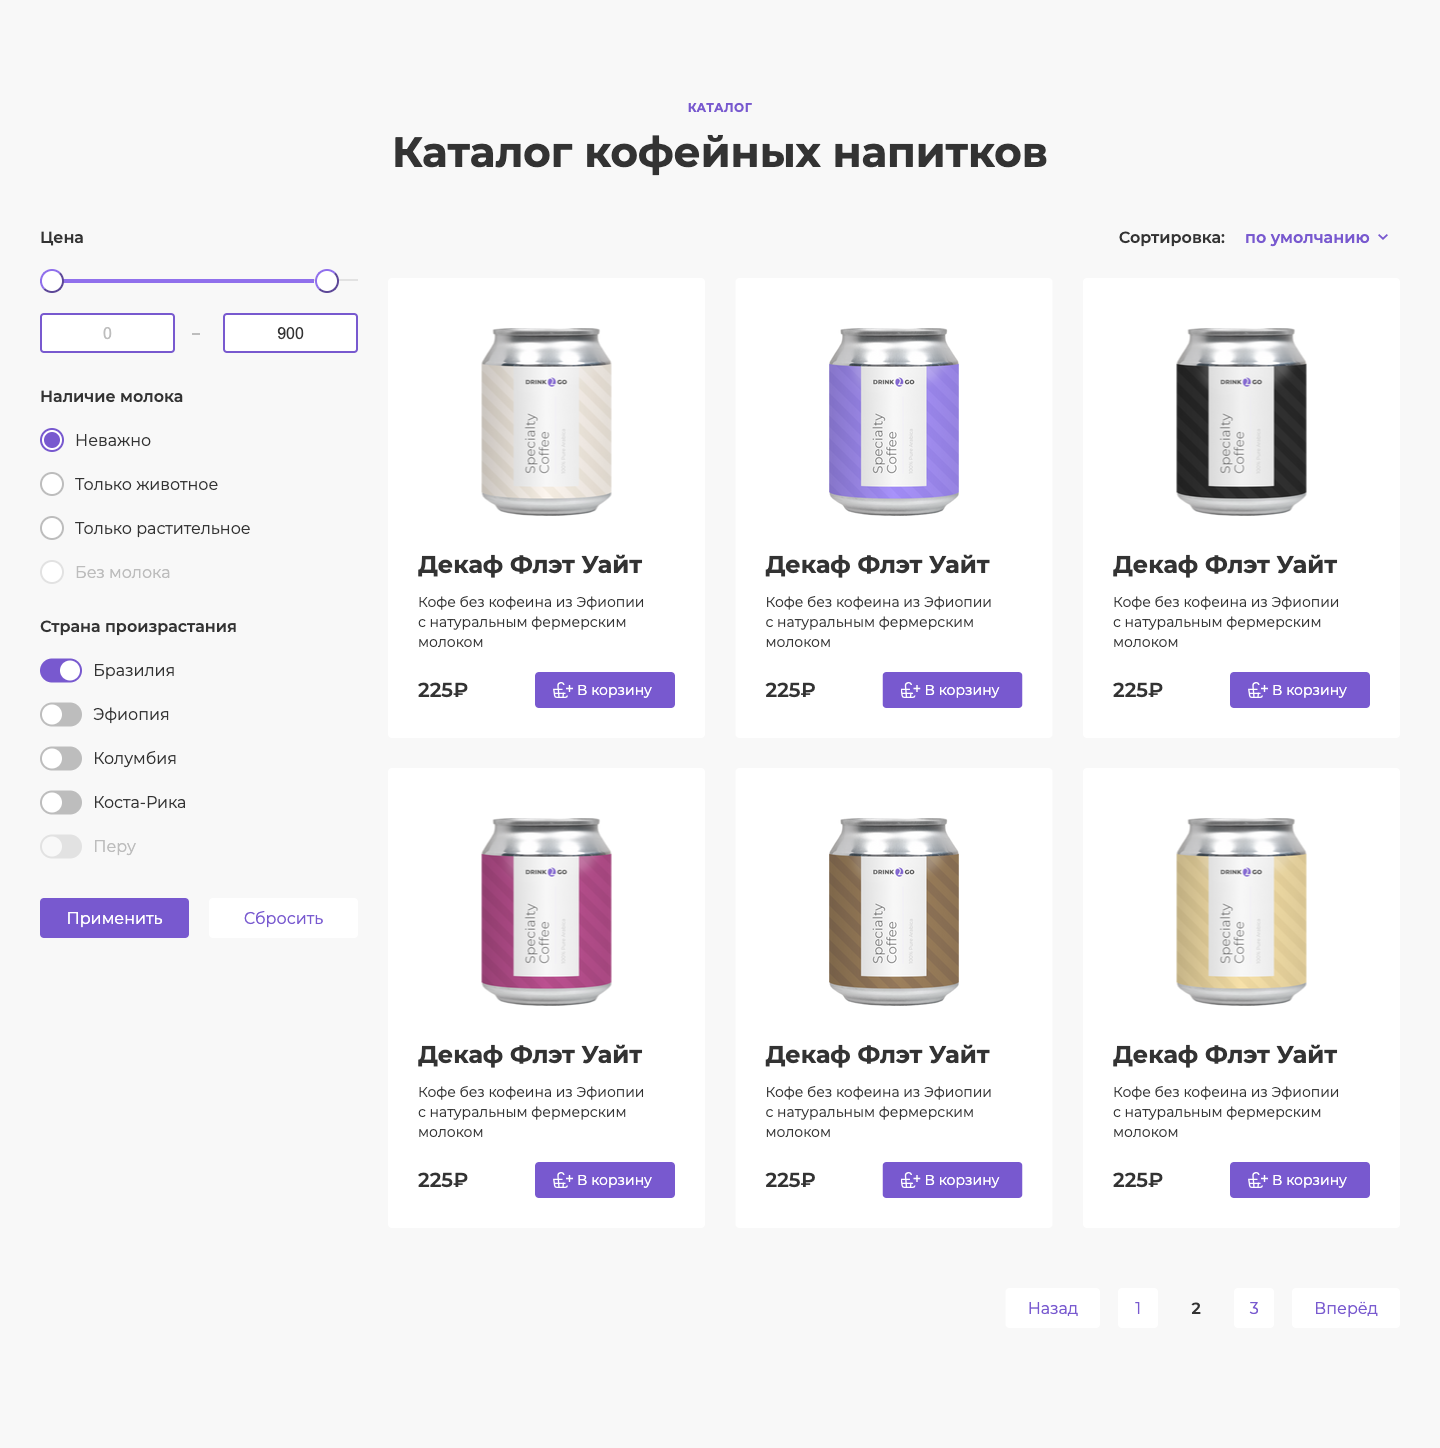 КАТАЛОГ
Каталог кофейных напитков
Цена
0 – 900
Наличие молока
Неважно
Только животное
Только растительное
Без молока
Страна произрастания
Бразилия
Эфиопия
Колумбия
Коста-Рика
Перу
Применить Сбросить
Сортировка: по умолчанию
DRINK 2 GO
Specialty
Coffee
Декаф Флэт Уайт
Кофе без кофеина из Эфиопии
с натуральным фермерским
молоком
225₽ В корзину
DRINK 2 GO
Specialty
Coffee
Декаф Флэт Уайт
Кофе без кофеина из Эфиопии
с натуральным фермерским
молоком
225₽ В корзину
DRINK 2 GO
Specialty
Coffee
Декаф Флэт Уайт
Кофе без кофеина из Эфиопии
с натуральным фермерским
молоком
225₽ В корзину
DRINK 2 GO
Specialty
Coffee
Декаф Флэт Уайт
Кофе без кофеина из Эфиопии
с натуральным фермерским
молоком
225₽ В корзину
DRINK 2 GO
Specialty
Coffee
Декаф Флэт Уайт
Кофе без кофеина из Эфиопии
с натуральным фермерским
молоком
225₽ В корзину
DRINK 2 GO
Specialty
Coffee
Декаф Флэт Уайт
Кофе без кофеина из Эфиопии
с натуральным фермерским
молоком
225₽ В корзину
Назад 1 2 3 Вперёд